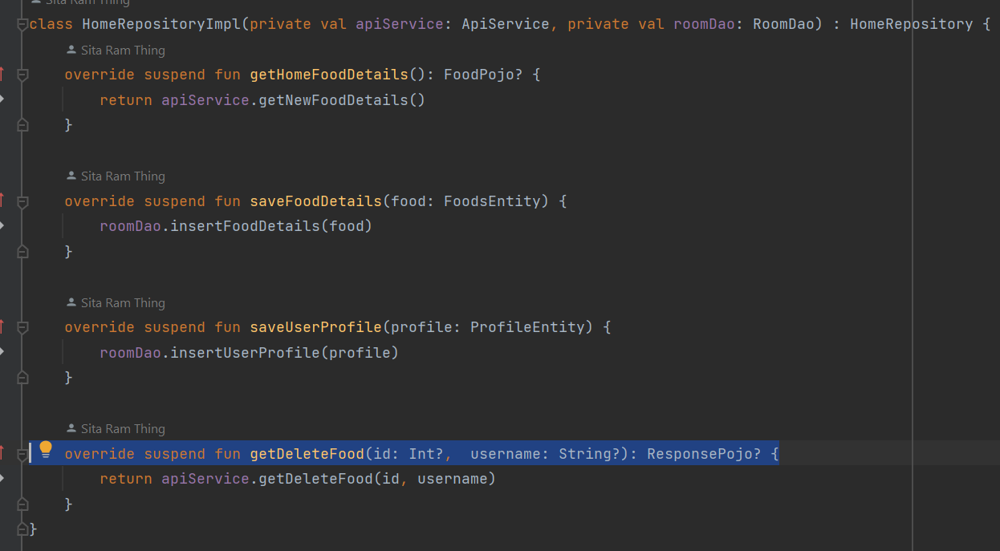 Sita Ram Thing
class HomeRepositoryImpl(private val apiService: ApiService, private val roomDao: RoomDao) : HomeRepository {
Sita Ram Thing
override suspend fun getHomeFoodDetails(): FoodPojo? {
return apiService.getNewFoodDetails()
}
Sita Ram Thing
override suspend fun saveFoodDetails(food: FoodsEntity) {
roomDao.insertFoodDetails(food)
}
Sita Ram Thing
override suspend fun saveUserProfile(profile: ProfileEntity) {
roomDao.insertUserProfile(profile)
}
Sita Ram Thing
override suspend fun getDeleteFood(id: Int?,  username: String?): ResponsePojo? {
return apiService.getDeleteFood(id, username)
}
}